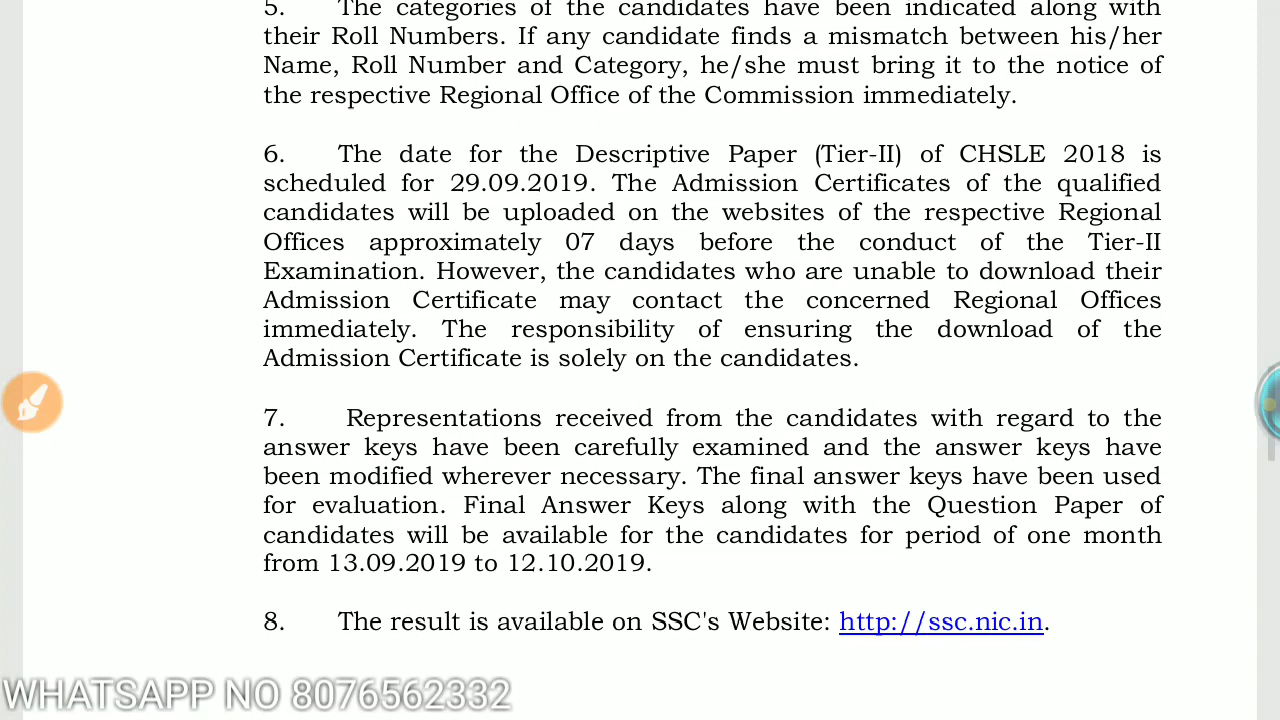 5. The categories of the candidates have been indicated along with
their Roll Numbers. If any candidate finds a mismatch between his/her
Name, Roll Number and Category, he/she must bring it to the notice of
the respective Regional Office of the Commission immediately.
6. The date for the Descriptive Paper (Tier-II) of CHSLE 2018 is
scheduled for 29.09.2019. The Admission Certificates of the qualified
candidates will be uploaded on the websites of the respective Regional
Offices approximately 07 days before the conduct of the Tier-II
Examination. However, the candidates who are unable to download their
Admission Certificate may contact the concerned Regional Offices
immediately. The responsibility of ensuring the download of the
Admission Certificate is solely on the candidates.
7. Representations received from the candidates with regard to the
answer keys have been carefully examined and the answer keys have
been modified wherever necessary. The final answer keys have been used
for evaluation. Final Answer Keys along with the Question Paper of
candidates will be available for the candidates for period of one month
from 13.09.2019 to 12.10.2019.
8. The result is available on SSC's Website: http://ssc.nic.in.
WHATSAPP NO 8076562332